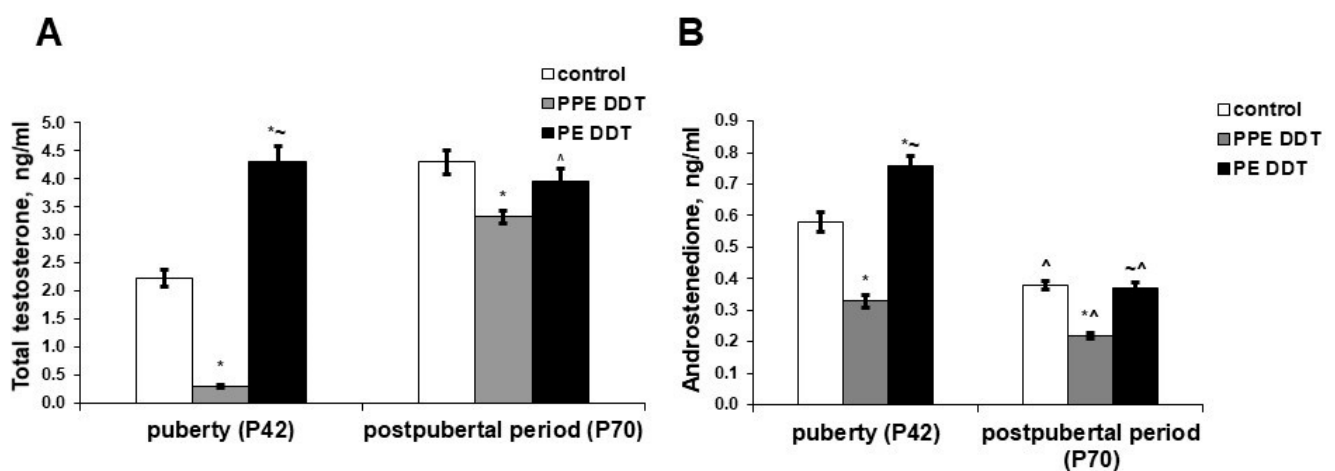 A
control
PPE DDT
PE DDT
Total testosterone, ng/ml
5.0
4.5
4.0
3.5
3.0
2.5
2.0
1.5
1.0
0.5
0.0
*
*~
*
^
puberty (P42)
postpubertal period (P70)
B
control
PPE DDT
PE DDT
Androstenedione, ng/ml
0.9
0.8
0.7
0.6
0.5
0.4
0.3
0.2
0.1
0.0
*
*~
^
*^
~^
puberty (P42)
postpubertal period
(P70)